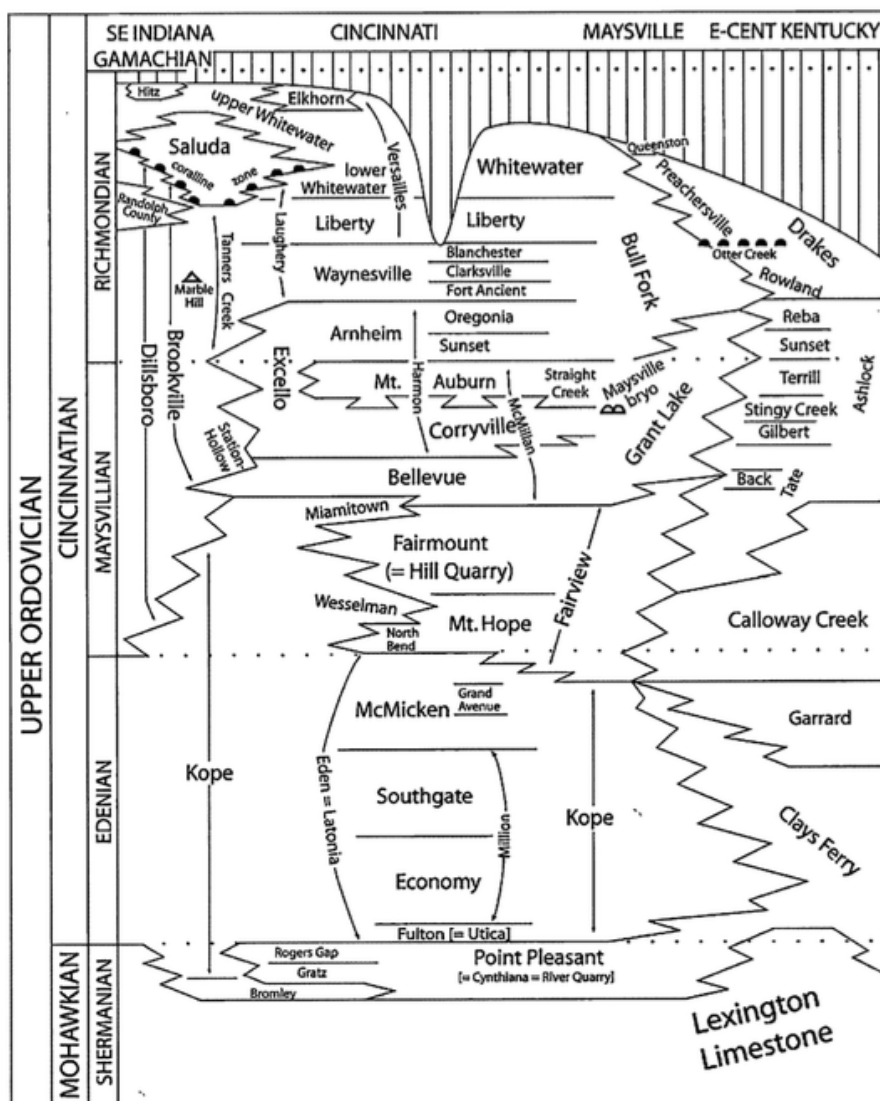 SE INDIANA CINCINNATI MAYSVILLE E-CENT KENTUCKY
GAMACHIAN
UPPER ORDOVICIAN
CINCINNATIAN
MOHAWKIAN
RICHMONDIAN
MAYSVILLIAN
EDENIAN
SHERMANIAN
Hitz
upper Whitewater
Elkhorn
Saluda
coralline
zone
lower
Whitewater
Versailles
Whitewater
Queenston
Preachersville
Drakes
Randolph
County
Liberty
Liberty
Laughery
Tanners
Creek
Otter Creek
Waynesville
Blanchester
Clarksville
Fort Ancient
Bull Fork
Rowland
Marble
Hill
Arnheim
Oregonia
Sunset
Reba
Sunset
Dillsboro
Brookville
Excello
Harmon
Mt. Auburn
McMillan
Straight
Creek
Maysville
bryo
Terrill
Ashlock
Stingy Creek
Gilbert
Corryville
Grant Lake
Station-
Hollow
Bellevue
Back
Tate
Miamitown
Fairmount
(= Hill Quarry)
Fairview
Wesselman
Mt. Hope
North
Bend
Calloway Creek
McMicken
Grand
Avenue
Garrard
Kope
Eden = Latonia
Southgate
Million
Kope
Economy
Clays Ferry
Fulton [= Utica]
Rogers Gap
Gratz
Bromley
Point Pleasant
[= Cynthiana = River Quarry]
Lexington
Limestone